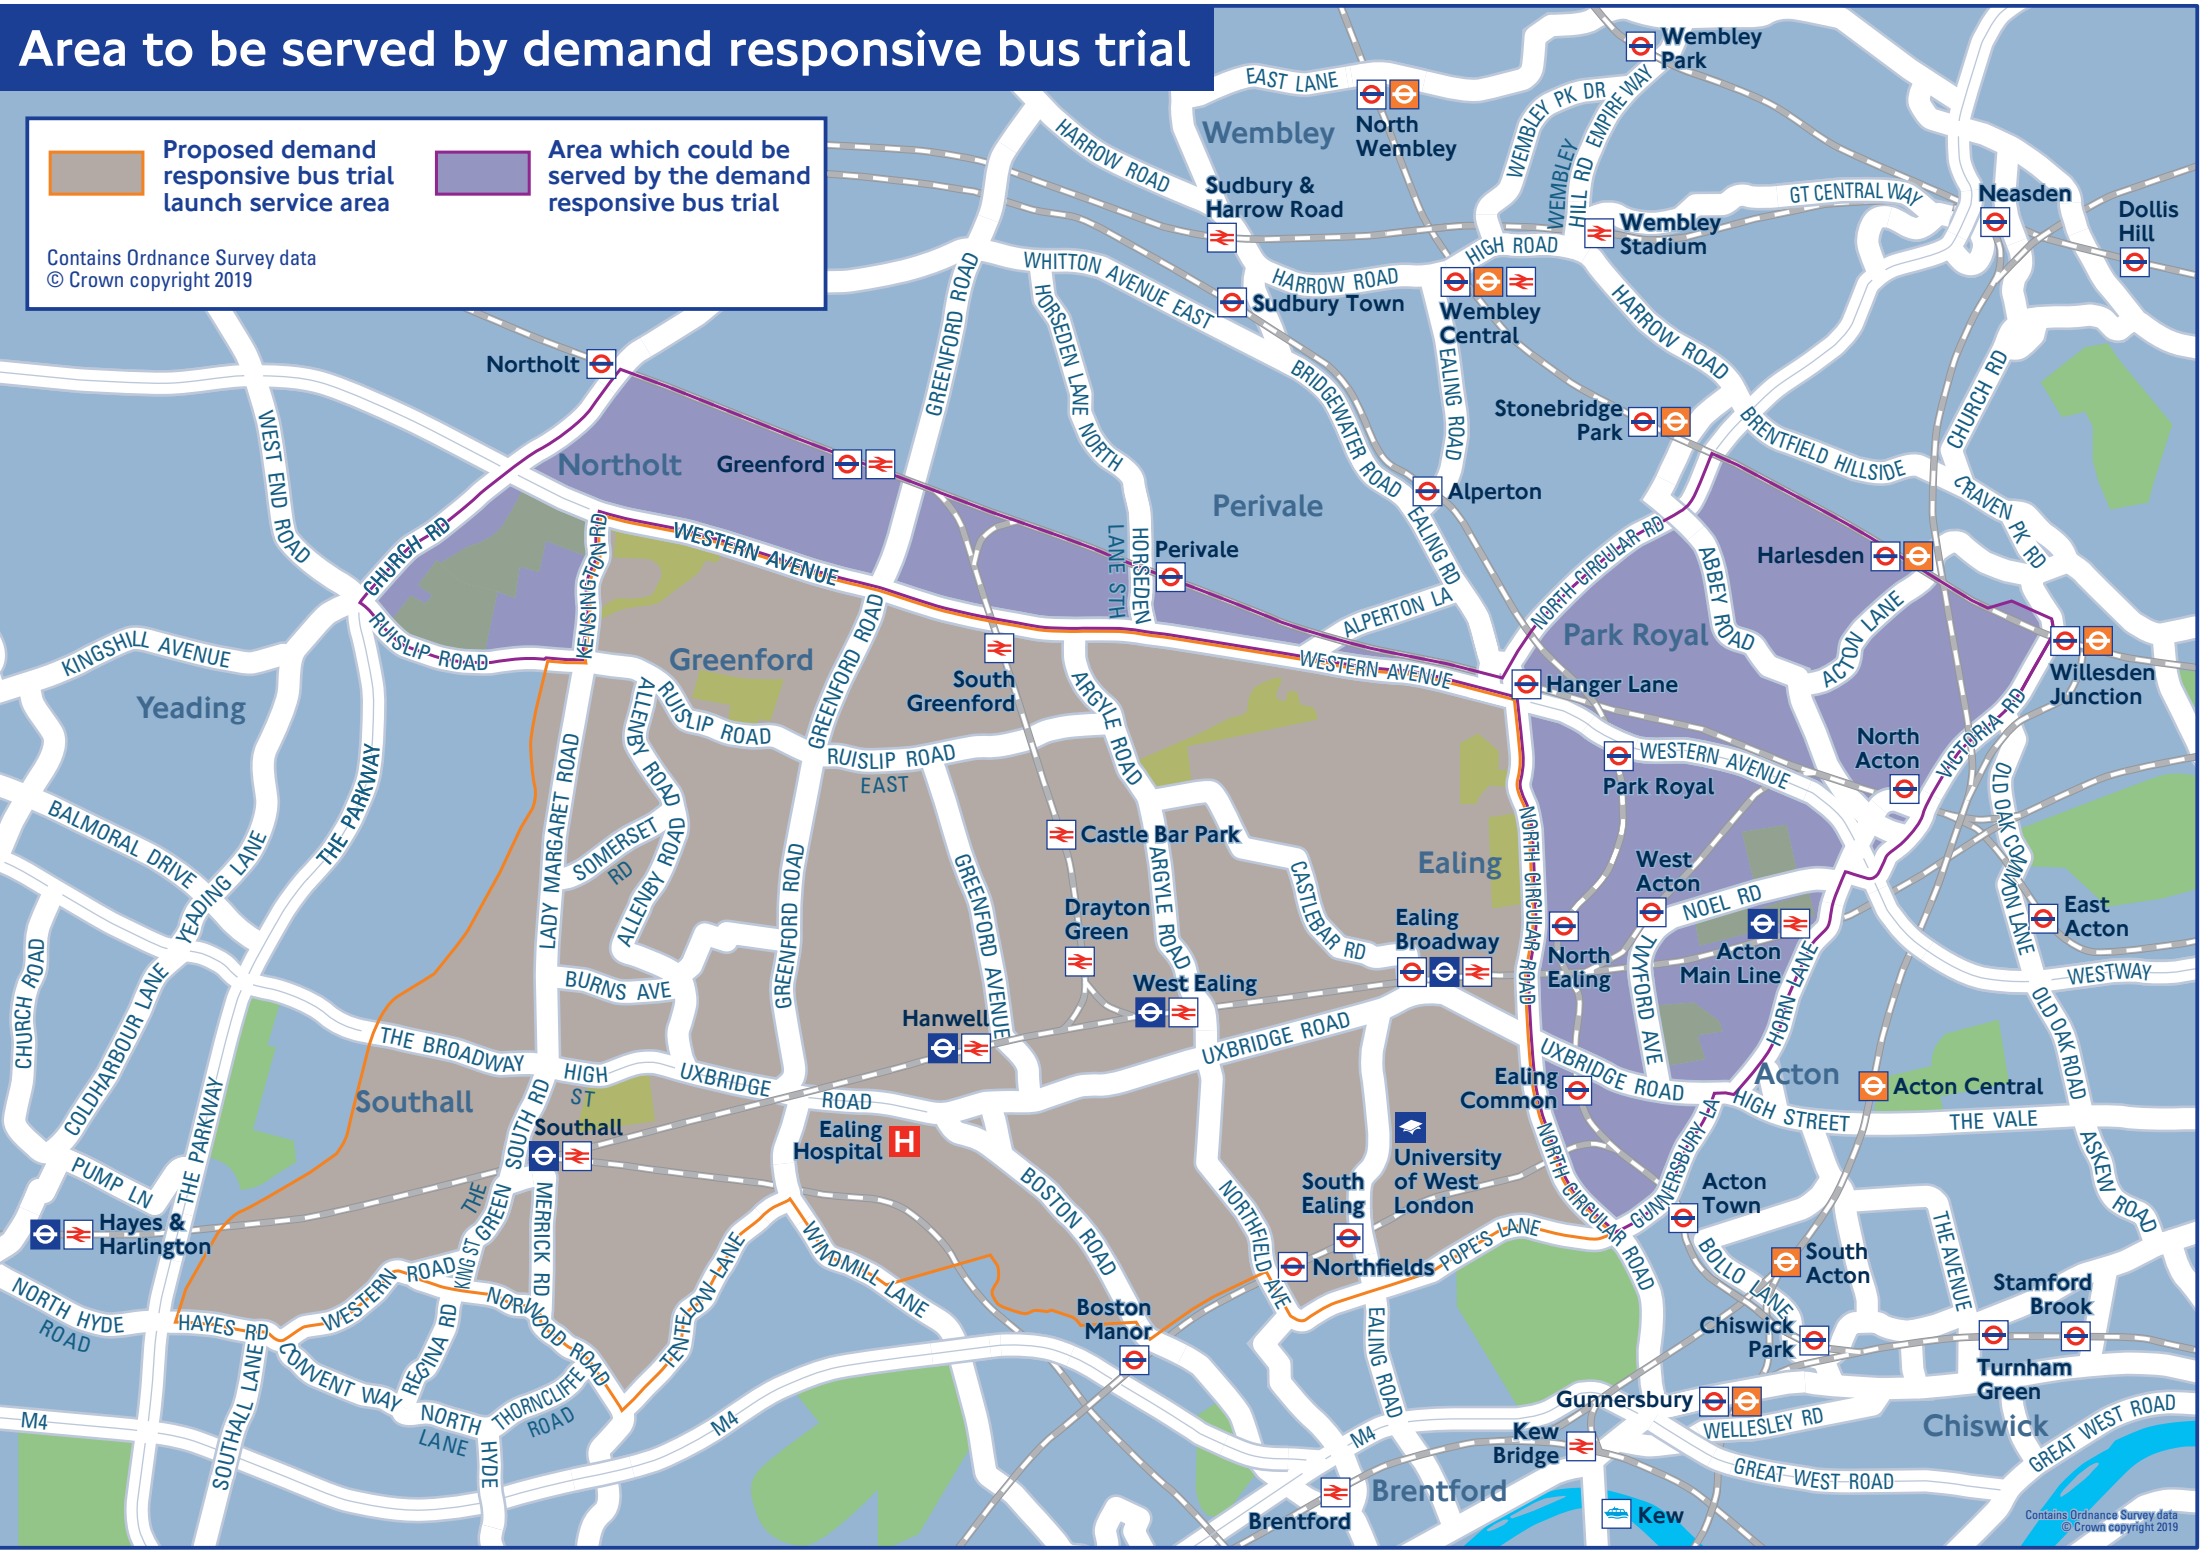 Area to be served by demand responsive bus trial
Proposed demand
responsive bus trial
launch service area
Area which could be
served by the demand
responsive bus trial
Contains Ordnance Survey data
© Crown copyright 2019
Wembley
Park
EAST LANE
WEMBLEY PK DR
EMPIRE WAY
Wembley
North
Wembley
HARROW ROAD
WEMBLEY
HILL RD
Sudbury &
Harrow Road
GT CENTRAL WAY
Neasden
Dollis
Hill
Wembley
Stadium
HIGH ROAD
WHITTON AVENUE EAST
HARROW ROAD
Sudbury Town
Wembley
Central
HARROW ROAD
GREENFORD ROAD
HORSEDEN LANE NORTH
Northolt
EALING ROAD
BRIDGEWATER ROAD
CHURCH RD
Stonebridge
Park
BRENTFIELD
HILLSIDE
WEST END ROAD
Northolt
Greenford
Perivale
Alperton
CRAVEN PK RD
CHURCH RD
KENSINGTON RD
WESTERN AVENUE
LANE STH
HORSEDEN
Perivale
EALING RD
NORTH CIRCULAR RD
ABBEY ROAD
Harlesden
ACTON LANE
ALPERTON LA
Park Royal
RUISLIP ROAD
KINGSHILL AVENUE
Greenford
GREENFORD ROAD
South
Greenford
WESTERN AVENUE
Hanger Lane
Willesden
Junction
Yeading
ALLENBY ROAD
RUISLIP ROAD
ARGYLE ROAD
RUISLIP ROAD
EAST
Park Royal
WESTERN AVENUE
North
Acton
VICTORIA RD
THE PARKWAY
LADY MARGARET ROAD
BALMORAL DRIVE
YEADING LANE
SOMERSET
RD
ALLENBY ROAD
GREENFORD ROAD
GREENFORD AVENUE
Castle Bar Park
ARGYLE ROAD
CASTLEBAR RD
Ealing
NORTH CIRCULAR ROAD
West
Acton
NOEL RD
OLD OAK COMMON LANE
Drayton
Green
Ealing
Broadway
North
Ealing
TWYFORD AVE
Acton
Main Line
HORN LANE
East
Acton
WESTWAY
CHURCH ROAD
COLDHARBOUR LANE
BURNS AVE
West Ealing
Hanwell
OLD OAK ROAD
THE BROADWAY
HIGH
ST
UXBRIDGE
ROAD
UXBRIDGE ROAD
UXBRIDGE ROAD
Southall
SOUTH RD
Southall
Ealing
Hospital
Ealing
Common
Acton
Acton Central
HIGH STREET
THE VALE
THE PARKWAY
PUMP LN
University
of West
London
NORTH CIRCULAR ROAD
GUNNERSBURY LA
Acton
Town
ASKEW ROAD
THE
GREEN
MERRICK RD
BOSTON ROAD
NORTHFIELD AVE
South
Ealing
Hayes &
Harlington
KING ST
WESTERN
ROAD
TENTELOW LANE
WINDMILL LANE
Northfields
POPE'S LANE
BOLLO LANE
South
Acton
THE AVENUE
Stamford
Brook
NORTH HYDE
ROAD
HAYES RD
NORWOOD ROAD
REGINA RD
Boston
Manor
EALING ROAD
Chiswick
Park
Turnham
Green
CONVENT WAY
THORNCLIFFE
ROAD
NORTH
LANE
HYDE
SOUTHALL LANE
M4
M4
M4
Gunnersbury
WELLESLEY RD
Kew
Bridge
Chiswick
GREAT WEST ROAD
GREAT WEST ROAD
Brentford
Brentford
Kew
Contains Ordnance Survey data
© Crown copyright 2019